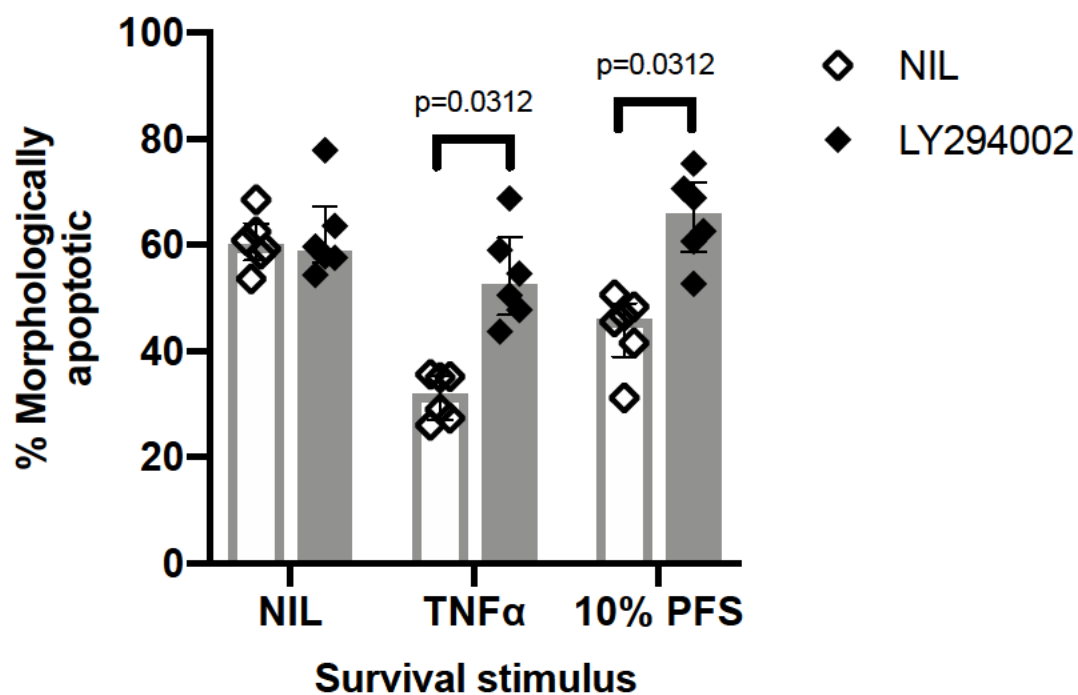 100
80
60
40
20
0
% Morphologically
apoptotic
p=0.0312
p=0.0312
NIL
LY294002
NIL
TNFα
10% PFS
Survival stimulus